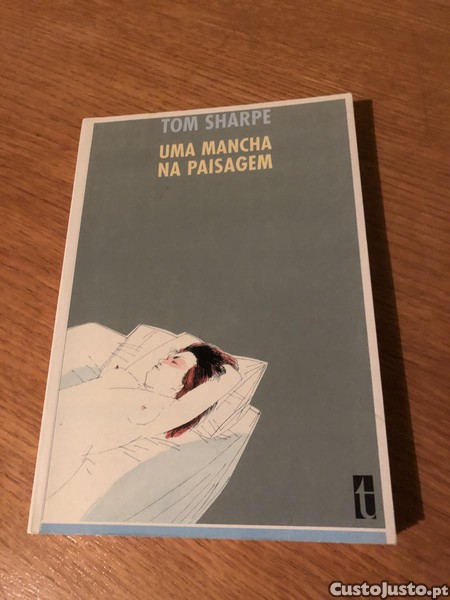 TOM SHARPE
UMA MANCHA
NA PAISAGEM
t
CustoJusto.pt